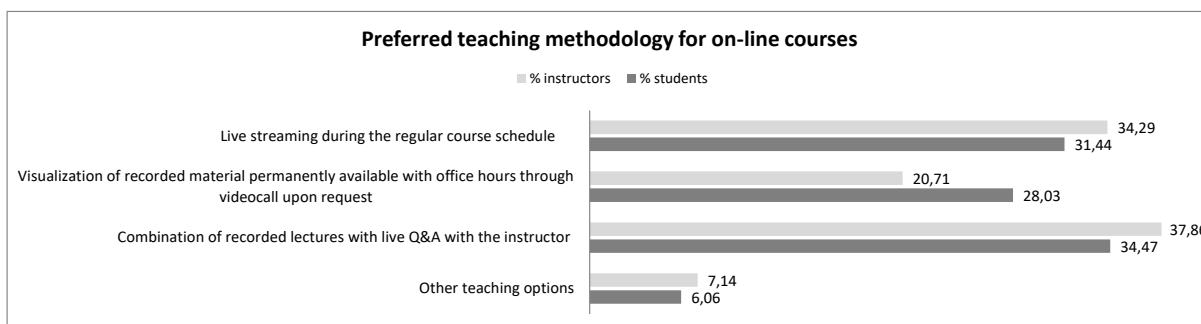 Preferred teaching methodology for on-line courses
% instructors % students
Live streaming during the regular course schedule
34,29
31,44
Visualization of recorded material permanently available with office hours through
videocall upon request
20,71
28,03
Combination of recorded lectures with live Q&A with the instructor
37,86
34,47
Other teaching options
7,14
6,06